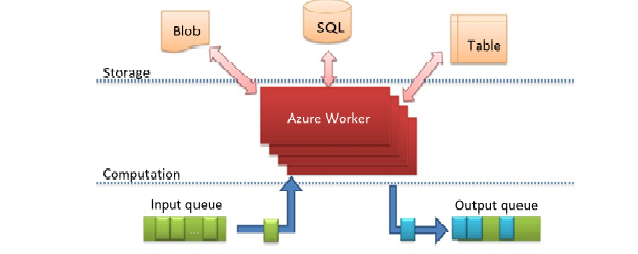 Blob
SQL
Table
Storage
Azure Worker
Computation
Input queue
Output queue
...